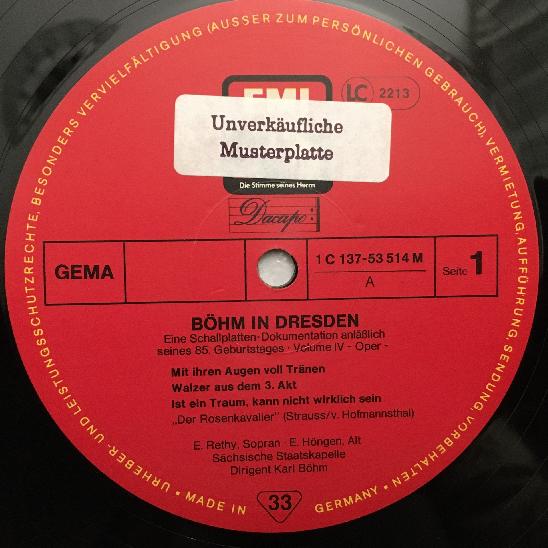 URHEBER- UND LEISTUNGSSCHUTZRECHTE, BESONDERS VERVIELFÄLTIGUNG (AUSSER ZUM PERSÖNLICHEN GEBRAUCH), VERMIETUNG, AUFFÜHRUNG, SENDUNG, VORBEHALTEN • MADE IN GERMANY •
EMI
LC 2213
Unverkäufliche
Musterplatte
Die Stimme seines Herrn
Dacapo
GEMA
1 C 137-53 514 M
A
Seite 1
BÖHM IN DRESDEN
Eine Schallplatten-Dokumentation anläßlich
seines 85. Geburtstages · Volume IV - Oper -
Mit ihren Augen voll Tränen
Walzer aus dem 3. Akt
Ist ein Traum, kann nicht wirklich sein
„Der Rosenkavalier" (Strauss/v. Hofmannsthal)
E. Rethy, Sopran · E. Höngen, Alt
Sächsische Staatskapelle
Dirigent Karl Böhm
33